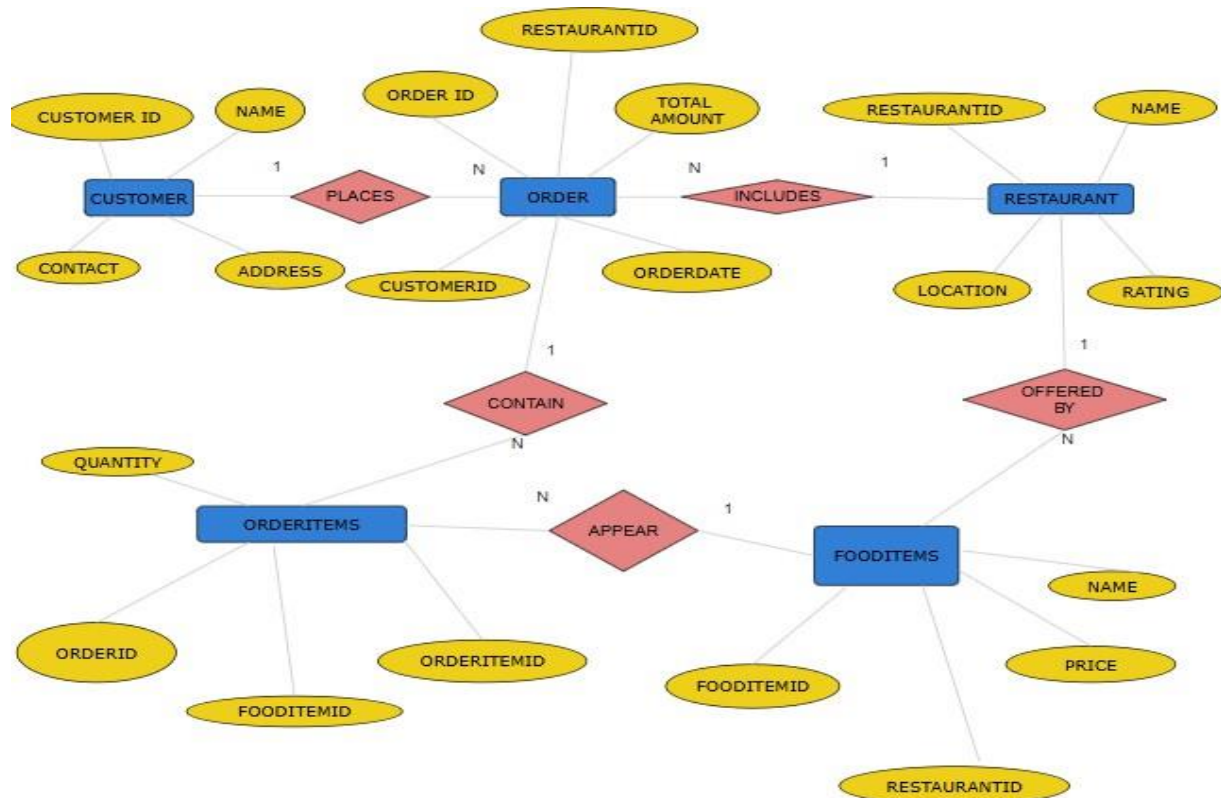 RESTAURANTID
ORDER ID
TOTAL
AMOUNT
CUSTOMER ID
NAME
RESTAURANTID
NAME
1
N
N
1
CUSTOMER
PLACES
ORDER
INCLUDES
RESTAURANT
CONTACT
ADDRESS
CUSTOMERID
ORDERDATE
LOCATION
RATING
1
1
CONTAIN
OFFERED
BY
N
N
QUANTITY
N
1
ORDERITEMS
APPEAR
FOODITEMS
NAME
ORDERID
ORDERITEMID
PRICE
FOODITEMID
FOODITEMID
RESTAURANTID